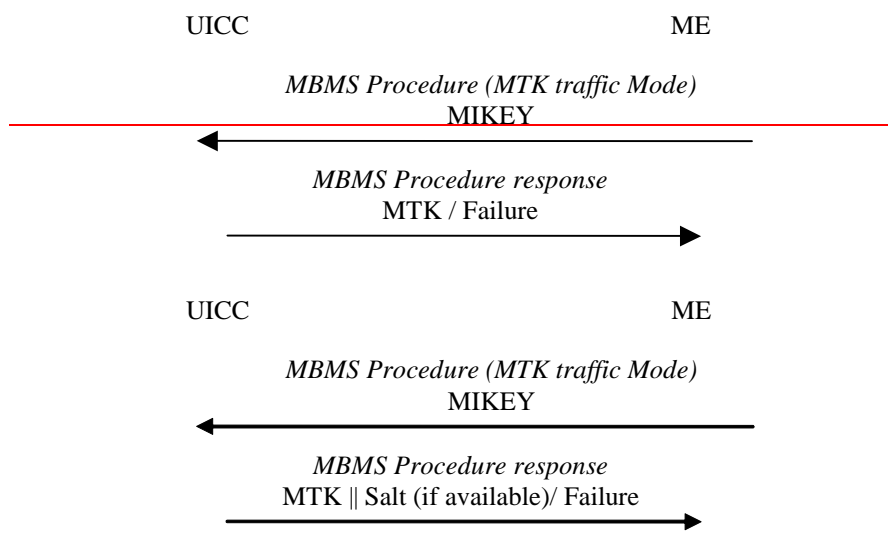 UICC ME
MBMS Procedure (MTK traffic Mode)
MIKEY
MBMS Procedure response
MTK / Failure
UICC ME
MBMS Procedure (MTK traffic Mode)
MIKEY
MBMS Procedure response
MTK || Salt (if available)/ Failure